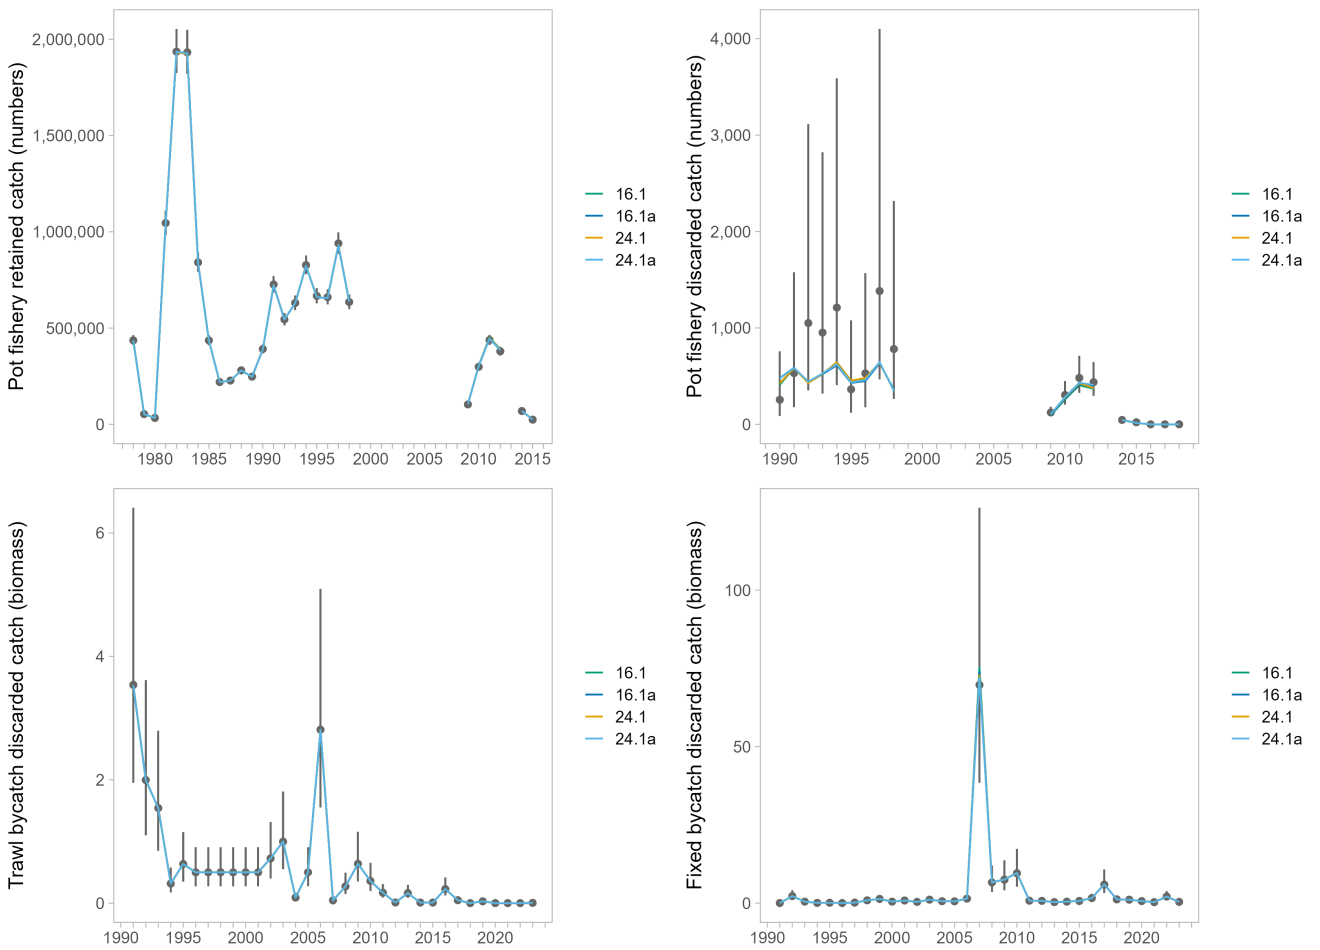 Pot fishery retained catch (numbers)
2,000,000
1,500,000
1,000,000
500,000
0
1980 1985 1990 1995 2000 2005 2010 2015
16.1
16.1a
24.1
24.1a
Pot fishery discarded catch (numbers)
4,000
3,000
2,000
1,000
0
1990 1995 2000 2005 2010 2015
16.1
16.1a
24.1
24.1a
Trawl bycatch discarded catch (biomass)
6
4
2
0
1990 1995 2000 2005 2010 2015 2020
16.1
16.1a
24.1
24.1a
Fixed bycatch discarded catch (biomass)
100
50
0
1990 1995 2000 2005 2010 2015 2020
16.1
16.1a
24.1
24.1a